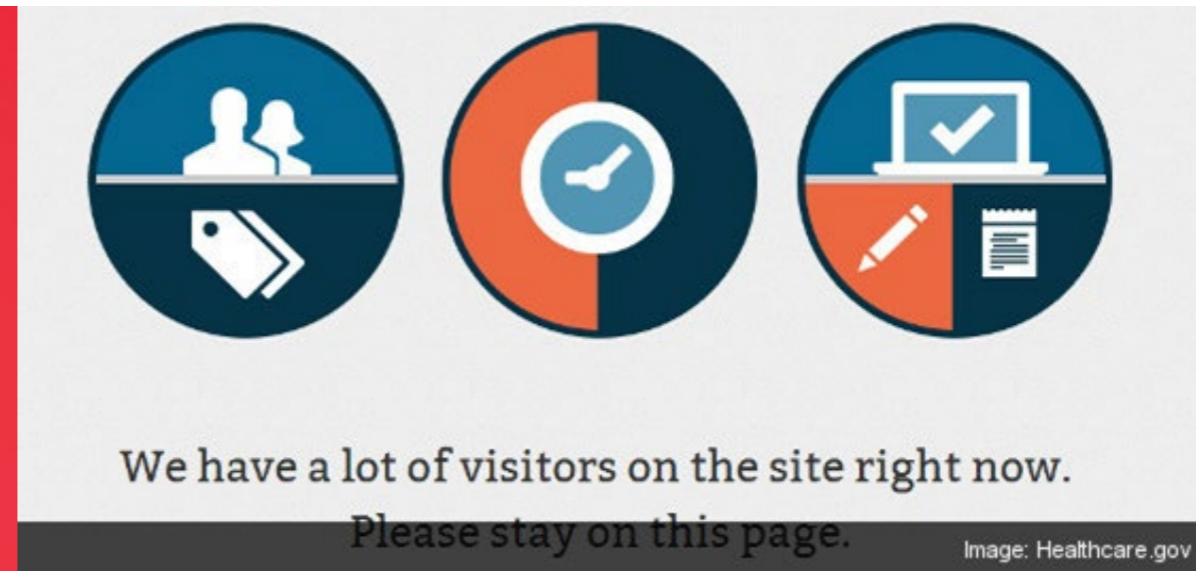 We have a lot of visitors on the site right now.
Please stay on this page.
Image: Healthcare.gov